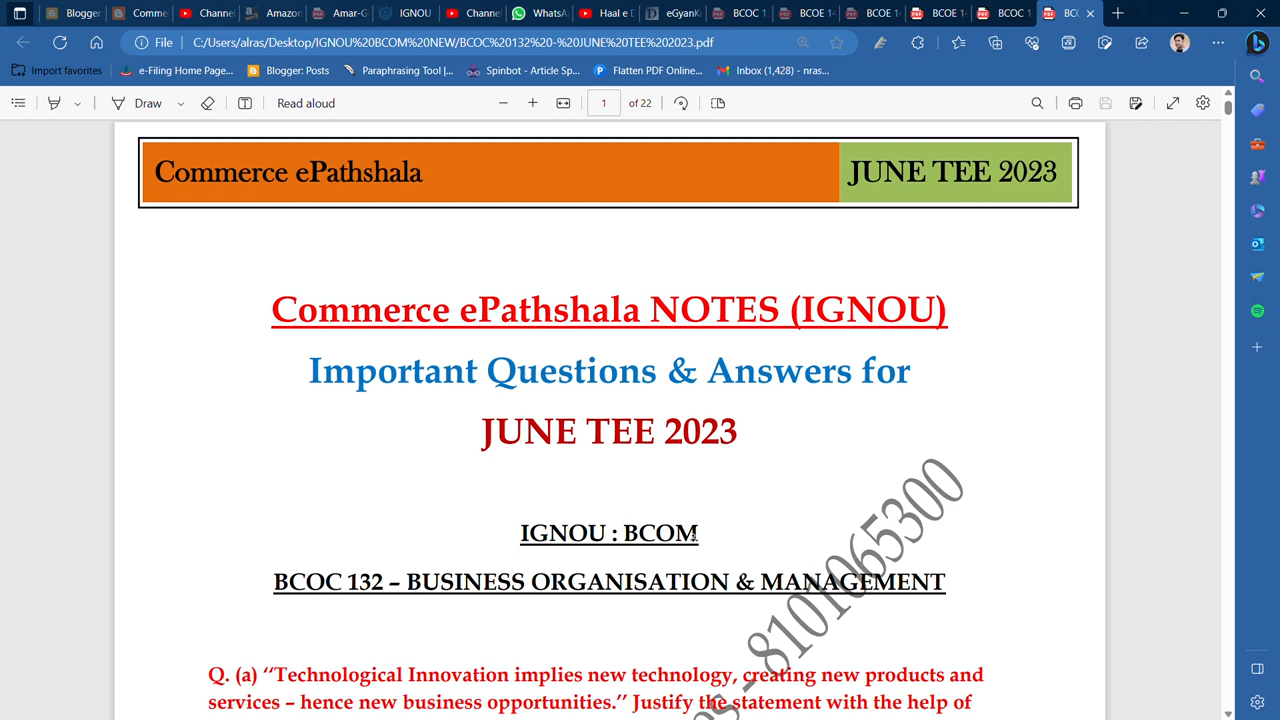 Blogger
Comme
Channel
Amazon
Amar-G
IGNOU
Channe
WhatsA
Haal e D
eGyanKo
BCOC 1
BCOE 1
BCOE 14
BCOE 1
BCOC 1
BC
File
C:/Users/alras/Desktop/IGNOU%20BCOM%20NEW/BCOC%20132%20-%20JUNE%20TEE%202023.pdf
Import favorites
e-Filing Home Page...
Blogger: Posts
Paraphrasing Tool |...
Spinbot - Article Sp...
Flatten PDF Online...
Inbox (1,428) - nras...
Draw
Read aloud
1
of 22
Commerce ePathshala
JUNE TEE 2023
Commerce ePathshala NOTES (IGNOU)
Important Questions & Answers for
JUNE TEE 2023
IGNOU : BCOM
BCOC 132 – BUSINESS ORGANISATION & MANAGEMENT
- 8101065300
Q. (a) “Technological Innovation implies new technology, creating new products and
services – hence new business opportunities.” Justify the statement with the help of